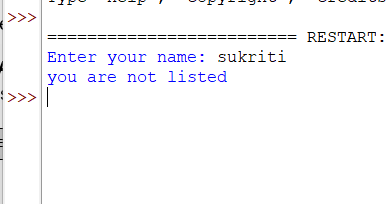 >>>
========================= RESTART:
Enter your name: sukriti
you are not listed
>>>